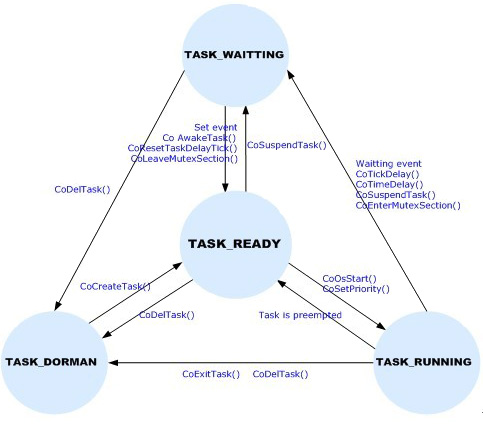 TASK_WAITTING
Set event
Co AwakeTask()
CoResetTaskDelayTick()
CoLeaveMutexSection()
CoSuspendTask()
Waitting event
CoTickDelay()
CoTimeDelay()
CoSuspendTask()
CoEnterMutexSection()
CoDelTask()
TASK_READY
CoCreateTask()
CoDelTask()
CoOsStart()
CoSetPriority()
Task is preempted
TASK_DORMAN
TASK_RUNNING
CoExitTask() CoDelTask()